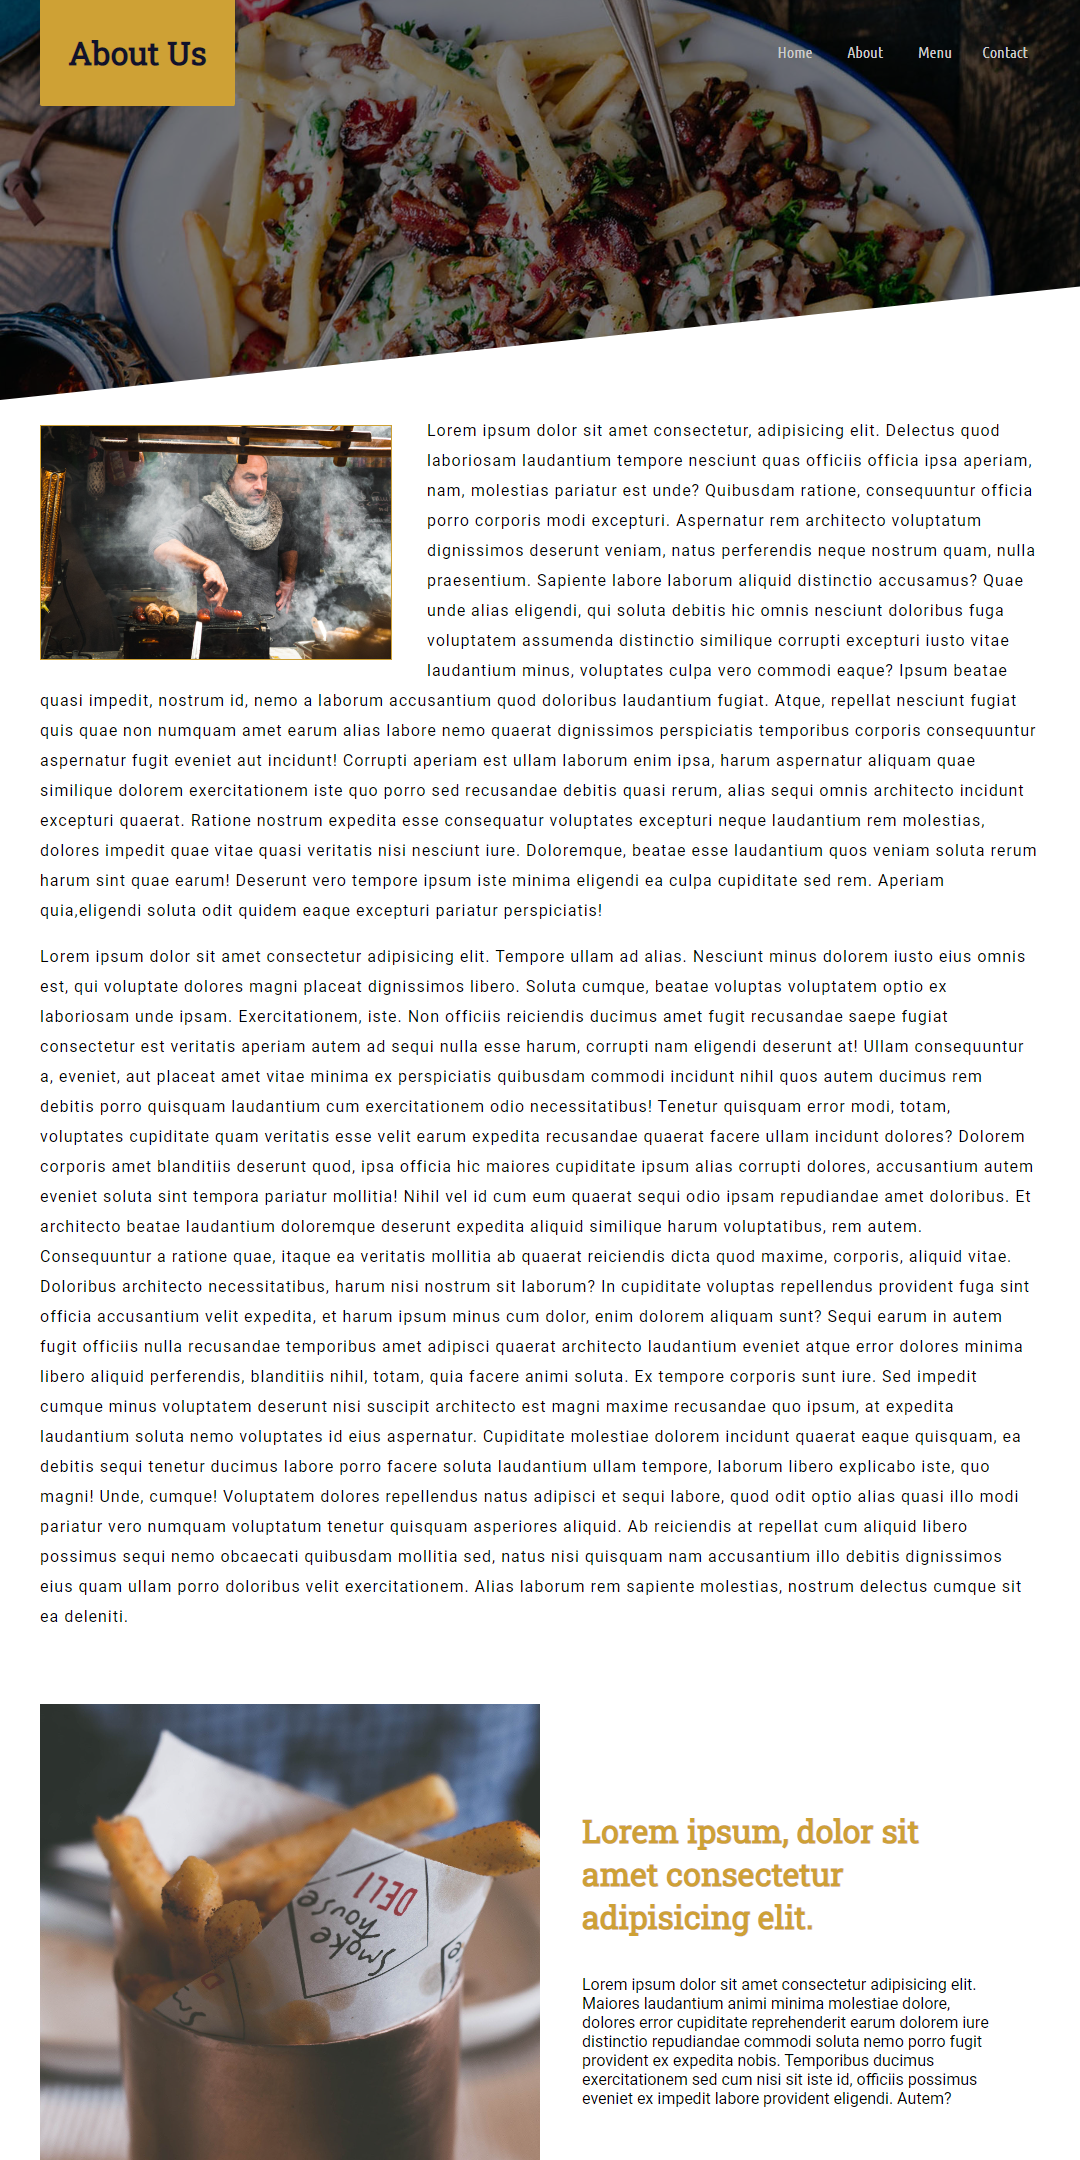 About Us
Home
About
Menu
Contact
Lorem ipsum dolor sit amet consectetur, adipisicing elit. Delectus quod
laboriosam laudantium tempore nesciunt quas officiis officia ipsa aperiam,
nam, molestias pariatur est unde? Quibusdam ratione, consequuntur officia
porro corporis modi excepturi. Aspernatur rem architecto voluptatum
dignissimos deserunt veniam, natus perferendis neque nostrum quam, nulla
praesentium. Sapiente labore laborum aliquid distinctio accusamus? Quae
unde alias eligendi, qui soluta debitis hic omnis nesciunt doloribus fuga
voluptatem assumenda distinctio similique corrupti excepturi iusto vitae
laudantium minus, voluptates culpa vero commodi eaque? Ipsum beatae
quasi impedit, nostrum id, nemo a laborum accusantium quod doloribus laudantium fugiat. Atque, repellat nesciunt fugiat
quis quae non numquam amet earum alias labore nemo quaerat dignissimos perspiciatis temporibus corporis consequuntur
aspernatur fugit eveniet aut incidunt! Corrupti aperiam est ullam laborum enim ipsa, harum aspernatur aliquam quae
similique dolorem exercitationem iste quo porro sed recusandae debitis quasi rerum, alias sequi omnis architecto incidunt
excepturi quaerat. Ratione nostrum expedita esse consequatur voluptates excepturi neque laudantium rem molestias,
dolores impedit quae vitae quasi veritatis nisi nesciunt iure. Doloremque, beatae esse laudantium quos veniam soluta rerum
harum sint quae earum! Deserunt vero tempore ipsum iste minima eligendi ea culpa cupiditate sed rem. Aperiam
quia,eligendi soluta odit quidem eaque excepturi pariatur perspiciatis!
Lorem ipsum dolor sit amet consectetur adipisicing elit. Tempore ullam ad alias. Nesciunt minus dolorem iusto eius omnis
est, qui voluptate dolores magni placeat dignissimos libero. Soluta cumque, beatae voluptas voluptatem optio ex
laboriosam unde ipsam. Exercitationem, iste. Non officiis reiciendis ducimus amet fugit recusandae saepe fugiat
consectetur est veritatis aperiam autem ad sequi nulla esse harum, corrupti nam eligendi deserunt at! Ullam consequuntur
a, eveniet, aut placeat amet vitae minima ex perspiciatis quibusdam commodi incidunt nihil quos autem ducimus rem
debitis porro quisquam laudantium cum exercitationem odio necessitatibus! Tenetur quisquam error modi, totam,
voluptates cupiditate quam veritatis esse velit earum expedita recusandae quaerat facere ullam incidunt dolores? Dolorem
corporis amet blanditiis deserunt quod, ipsa officia hic maiores cupiditate ipsum alias corrupti dolores, accusantium autem
eveniet soluta sint tempora pariatur mollitia! Nihil vel id cum eum quaerat sequi odio ipsam repudiandae amet doloribus. Et
architecto beatae laudantium doloremque deserunt expedita aliquid similique harum voluptatibus, rem autem.
Consequuntur a ratione quae, itaque ea veritatis mollitia ab quaerat reiciendis dicta quod maxime, corporis, aliquid vitae.
Doloribus architecto necessitatibus, harum nisi nostrum sit laborum? In cupiditate voluptas repellendus provident fuga sint
officia accusantium velit expedita, et harum ipsum minus cum dolor, enim dolorem aliquam sunt? Sequi earum in autem
fugit officiis nulla recusandae temporibus amet adipisci quaerat architecto laudantium eveniet atque error dolores minima
libero aliquid perferendis, blanditiis nihil, totam, quia facere animi soluta. Ex tempore corporis sunt iure. Sed impedit
cumque minus voluptatem deserunt nisi suscipit architecto est magni maxime recusandae quo ipsum, at expedita
laudantium soluta nemo voluptates id eius aspernatur. Cupiditate molestiae dolorem incidunt quaerat eaque quisquam, ea
debitis sequi tenetur ducimus labore porro facere soluta laudantium ullam tempore, laborum libero explicabo iste, quo
magni! Unde, cumque! Voluptatem dolores repellendus natus adipisci et sequi labore, quod odit optio alias quasi illo modi
pariatur vero numquam voluptatum tenetur quisquam asperiores aliquid. Ab reiciendis at repellat cum aliquid libero
possimus sequi nemo obcaecati quibusdam mollitia sed, natus nisi quisquam nam accusantium illo debitis dignissimos
eius quam ullam porro doloribus velit exercitationem. Alias laborum rem sapiente molestias, nostrum delectus cumque sit
ea deleniti.
DELI
Smoke
house
Lorem ipsum, dolor sit
amet consectetur
adipisicing elit.
Lorem ipsum dolor sit amet consectetur adipisicing elit.
Maiores laudantium animi minima molestiae dolore,
dolores error cupiditate reprehenderit earum dolorem iure
distinctio repudiandae commodi soluta nemo porro fugit
provident ex expedita nobis. Temporibus ducimus
exercitationem sed cum nisi sit iste id, officiis possimus
eveniet ex impedit labore provident eligendi. Autem?